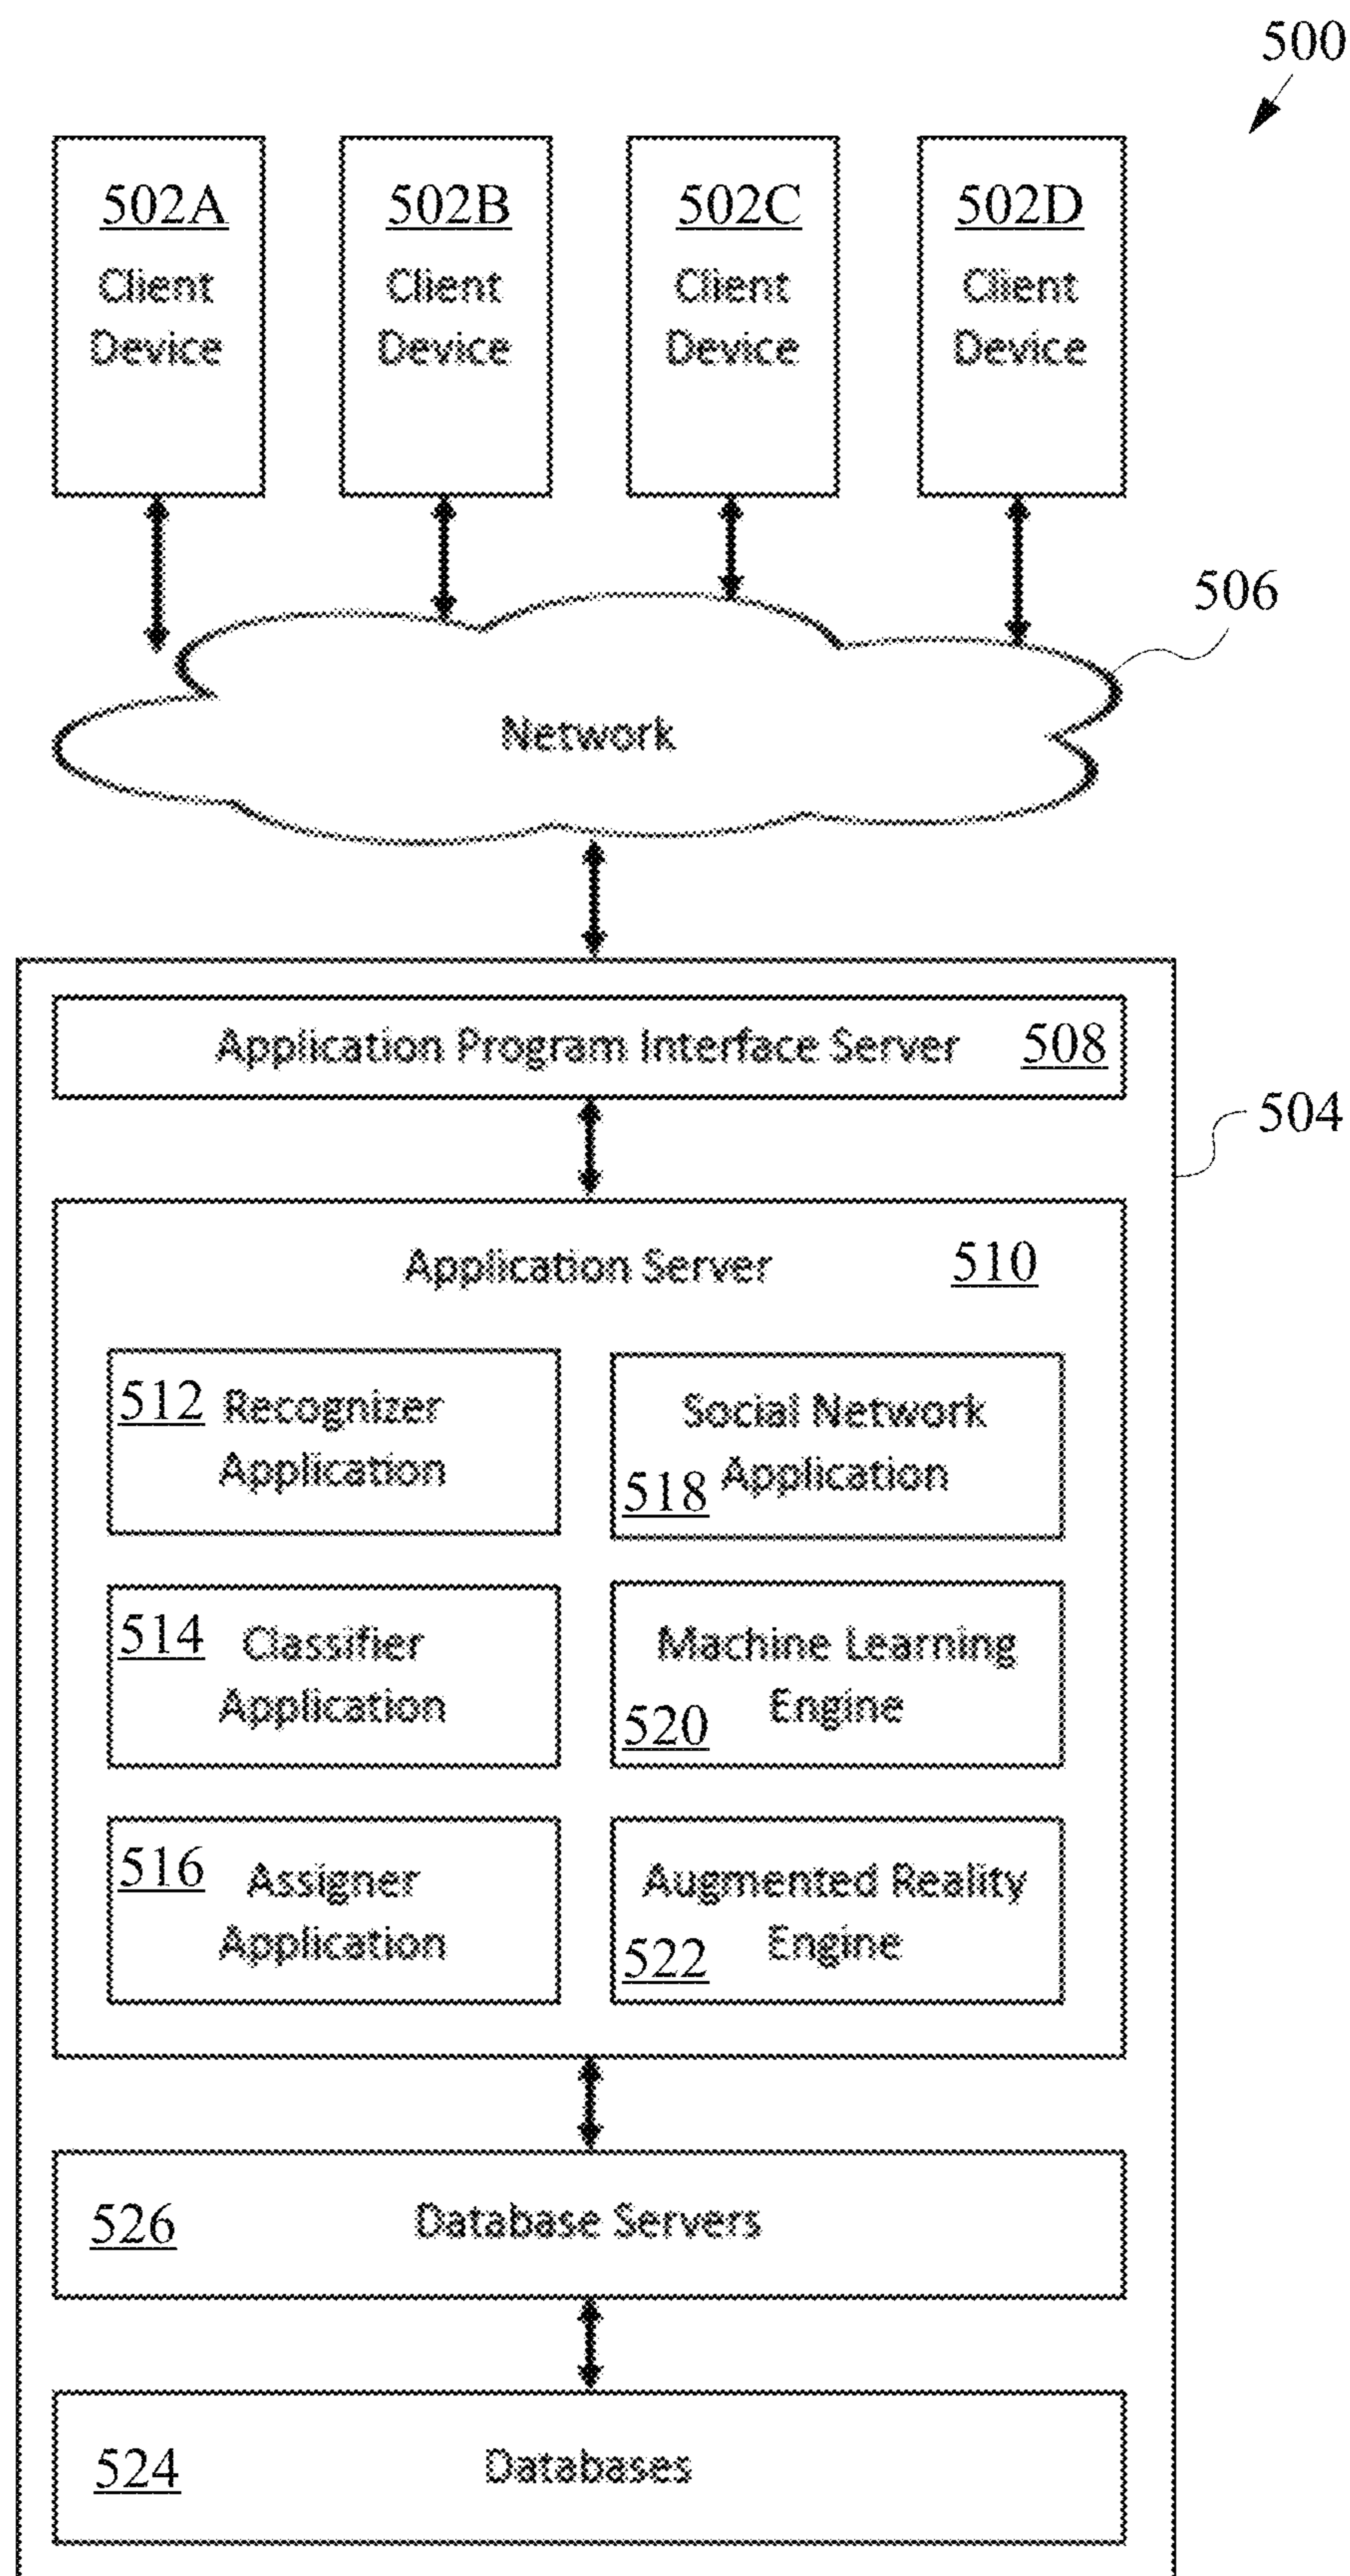 500
502A
Client
Device
502B
Client
Device
502C
Client
Device
502D
Client
Device
506
Network
Application Program Interface Server 508
504
Application Server 510
512 Recognizer
Application
Social Network
518 Application
514 Classifier
Application
Machine Learning
520 Engine
516 Assigner
Application
Augmented Reality
522 Engine
526 Database Servers
524 Databases